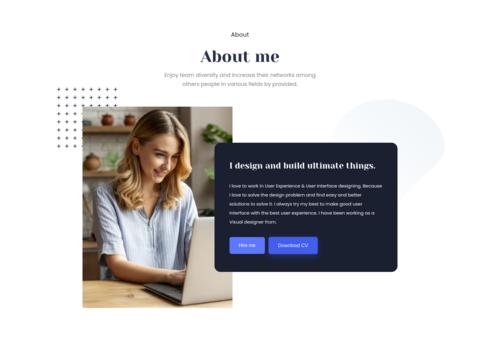 About
About me
Enjoy team diversity and increase their networks among
others people in various fields by provided.
I design and build ultimate things.
I love to work in User Experience & User Interface designing. Because
I love to solve the design problem and find easy and better
solutions to solve it. I always try my best to make good user
interface with the best user experience. I have been working as a
Visual designer from.
Hire me
Download CV